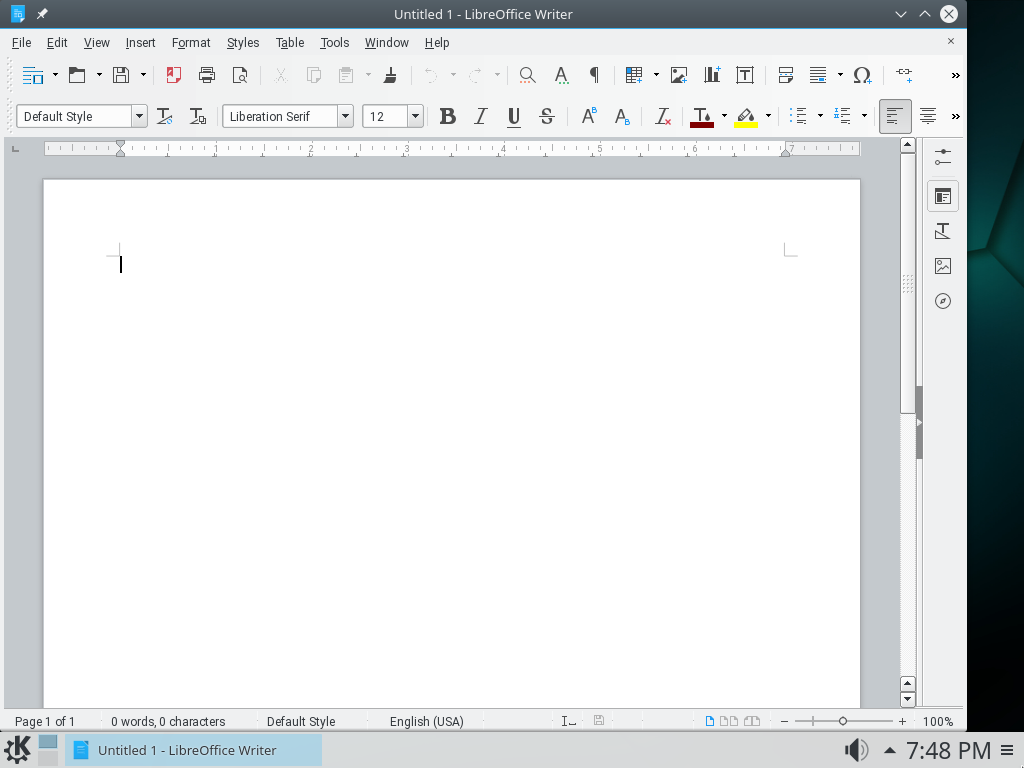 Untitled 1 - LibreOffice Writer
File Edit View Insert Format Styles Table Tools Window Help
Default Style Liberation Serif 12
1 2 3 4 5 6 7
Page 1 of 1 0 words, 0 characters Default Style English (USA) 100%
Untitled 1 - LibreOffice Writer 7:48 PM